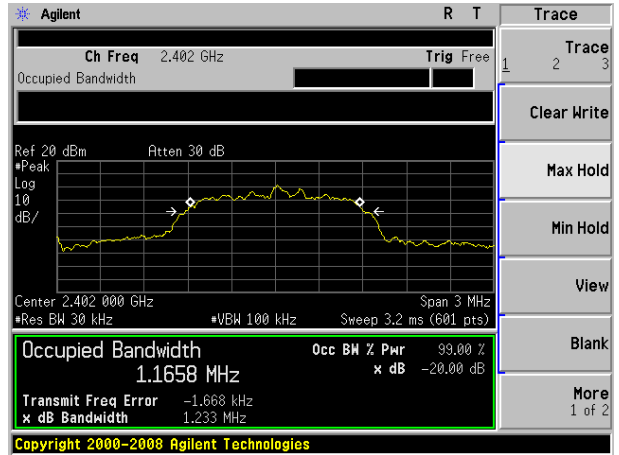 Agilent R T Trace
Ch Freq 2.402 GHz Trig Free
Occupied Bandwidth
Trace
1 2 3
Clear Write
Max Hold
Min Hold
View
Blank
More
1 of 2
Ref 20 dBm Atten 30 dB
#Peak
Log
10
dB/
Center 2.402 000 GHz Span 3 MHz
#Res BW 30 kHz #VBW 100 kHz Sweep 3.2 ms (601 pts)
Occupied Bandwidth Occ BW % Pwr 99.00 %
1.1658 MHz x dB -20.00 dB
Transmit Freq Error -1.668 kHz
x dB Bandwidth 1.233 MHz
Copyright 2000-2008 Agilent Technologies